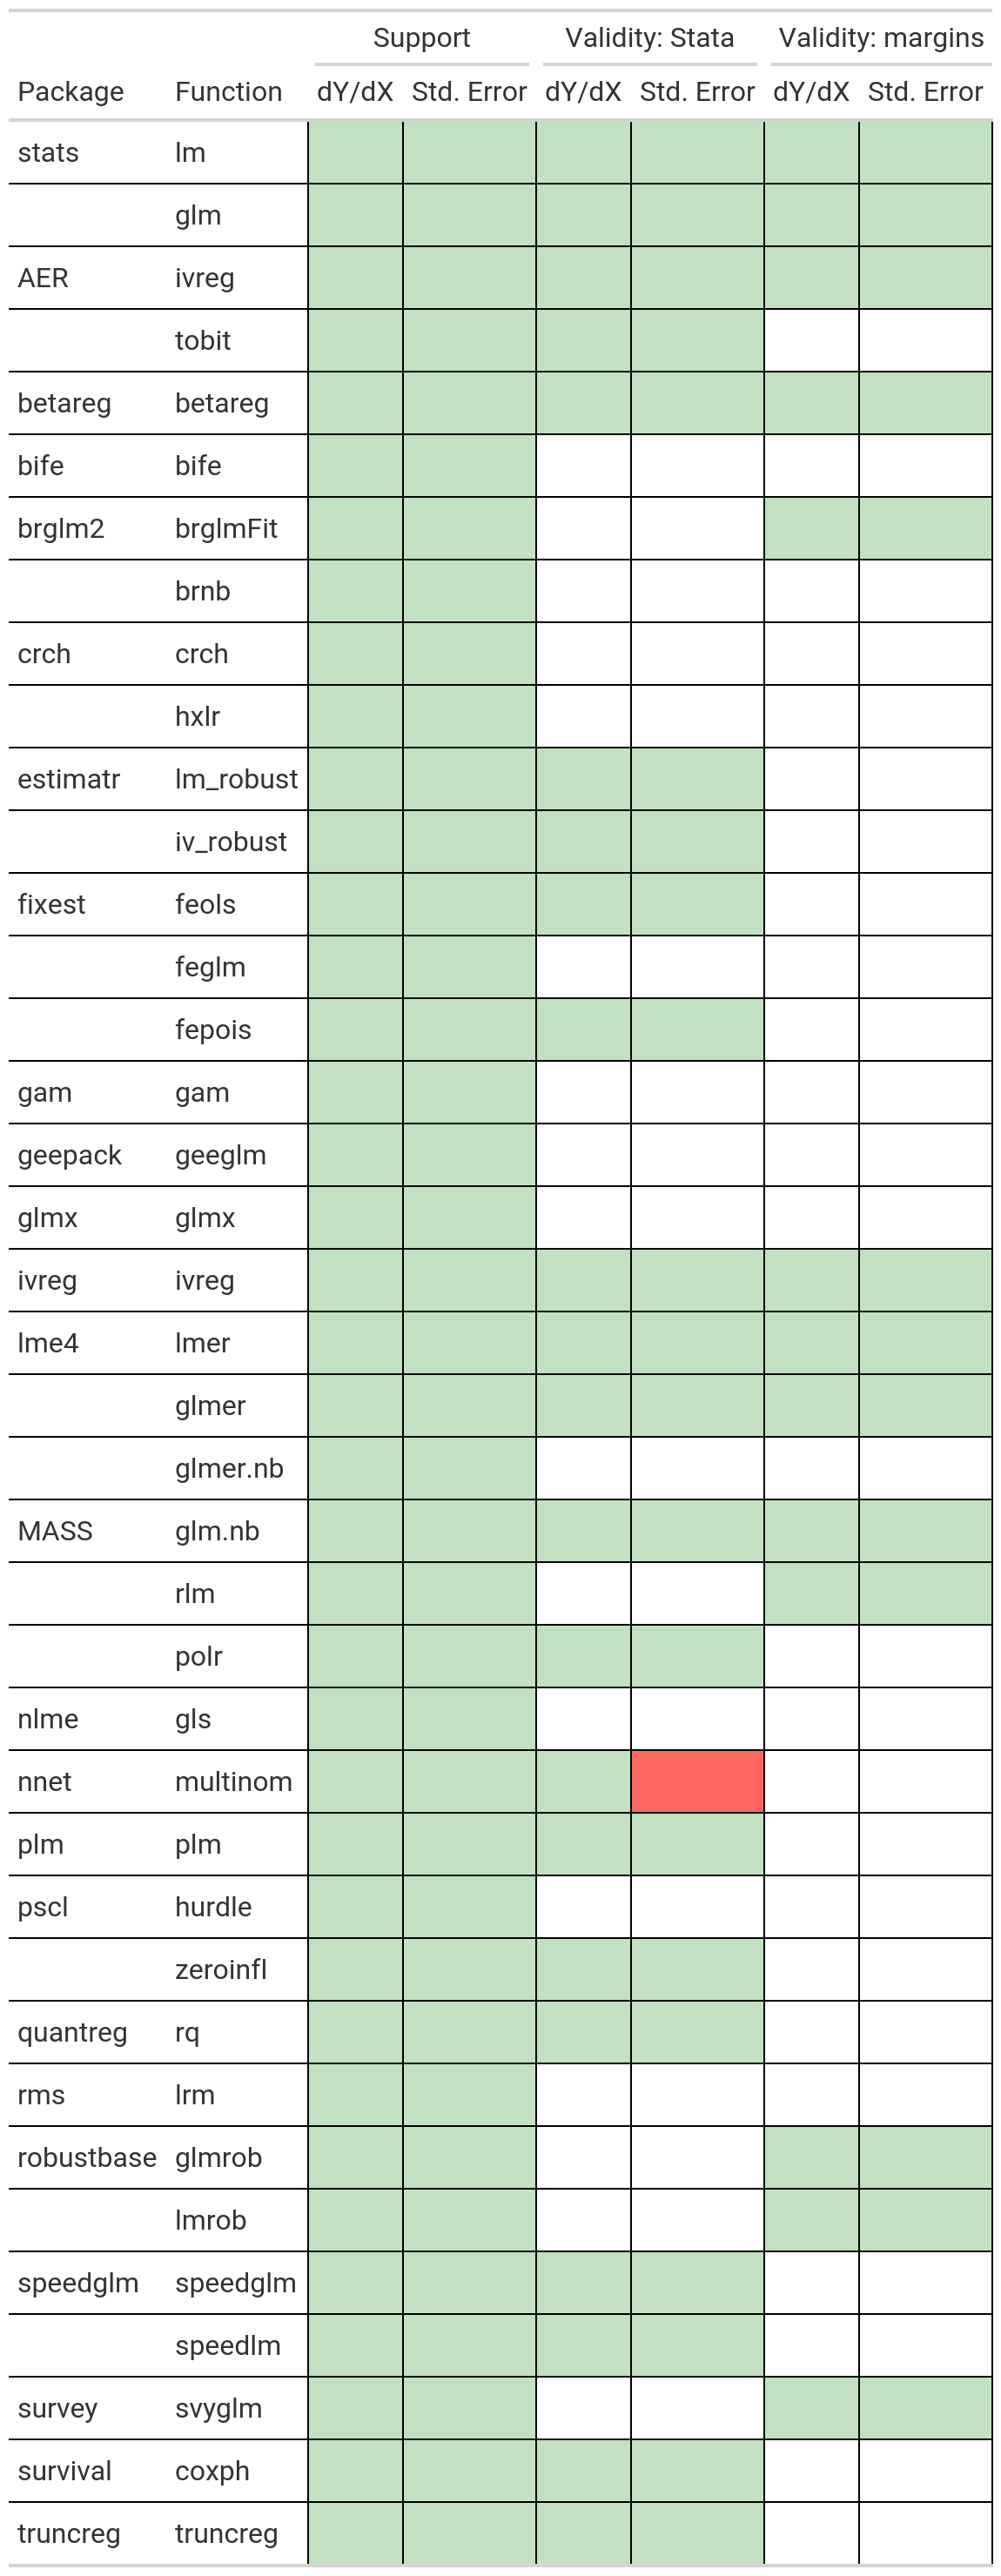 Support Validity: Stata Validity: margins
Package Function dY/dX Std. Error dY/dX Std. Error dY/dX Std. Error
stats lm
glm
AER ivreg
tobit
betareg betareg
bife bife
brglm2 brglmFit
brnb
crch crch
hxlr
estimatr lm_robust
iv_robust
fixest feols
feglm
fepois
gam gam
geepack geeglm
glmx glmx
ivreg ivreg
lme4 lmer
glmer
glmer.nb
MASS glm.nb
rlm
polr
nlme gls
nnet multinom
plm plm
pscl hurdle
zeroinfl
quantreg rq
rms lrm
robustbase glmrob
lmrob
speedglm speedglm
speedlm
survey svyglm
survival coxph
truncreg truncreg